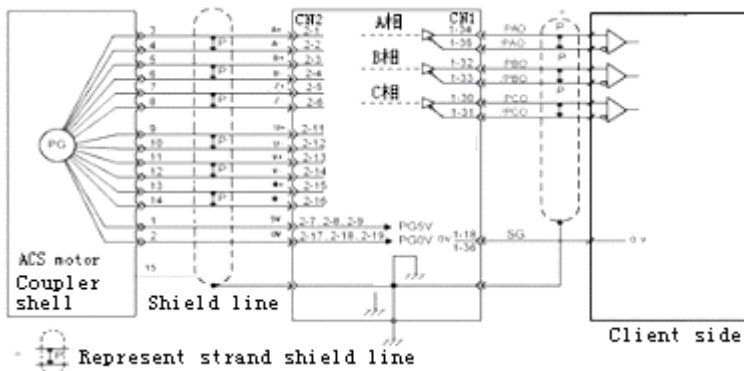 CN2
CN1
3 A+ 2-1
4 A- 2-2
5 B+ 2-3
6 B- 2-4
7 Z+ 2-5
8 Z- 2-6
9 U+ 2-11
10 U- 2-12
11 V+ 2-13
12 V- 2-14
13 2-15
14 2-16
1 5V 2-7, 2-8, 2-9 PG5V
2 0V 2-17, 2-18, 2-19 PG0V
15
PG
P
P
P
P
P
P
A相
B相
C相
1-34 PAO
1-35 PAO
1-32 PBO
1-33 PBO
1-30 PCO
1-31 PCO
P
P
P
0V 1-18 SG 0 V
1-36
ACS motor
Coupler
shell
Shield line
Client side
P Represent strand shield line